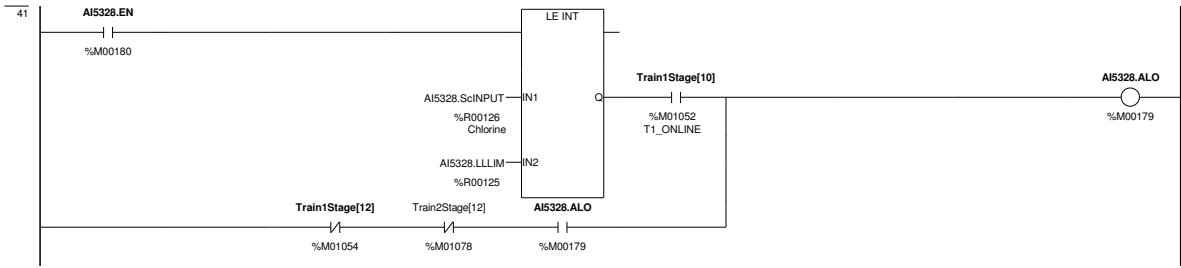 41
AI5328.EN
%M00180
LE INT
Train1Stage[10]
AI5328.ALO
AI5328.ScINPUT
IN1
Q
%R00126
Chlorine
%M01052
T1_ONLINE
%M00179
AI5328.LLLIM
IN2
%R00125
Train1Stage[12]
Train2Stage[12]
AI5328.ALO
%M01054
%M01078
%M00179